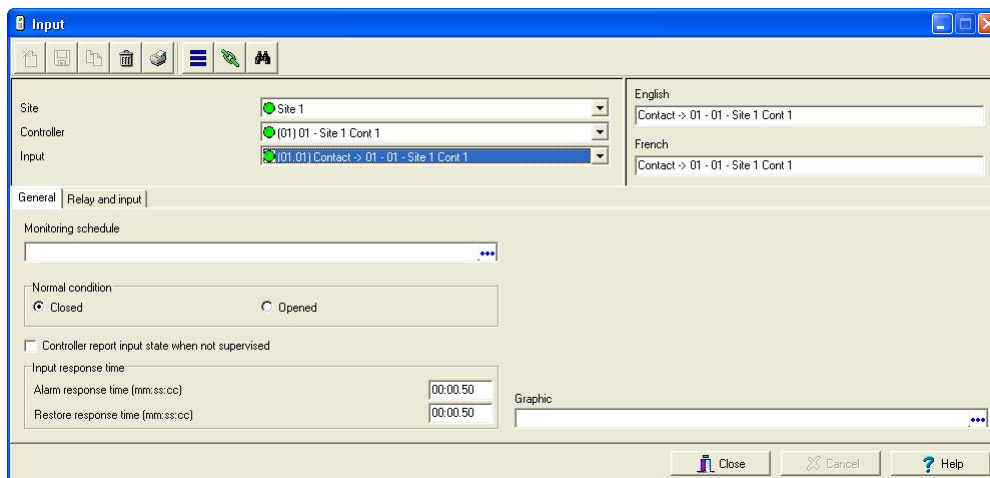 Input
Site
Site 1
Controller
(01) 01 - Site 1 Cont 1
Input
(01.01) Contact -> 01 - 01 - Site 1 Cont 1
English
Contact -> 01 - 01 - Site 1 Cont 1
French
Contact -> 01 - 01 - Site 1 Cont 1
General
Relay and input
Monitoring schedule
Normal condition
Closed
Opened
Controller report input state when not supervised
Input response time
Alarm response time (mm:ss:cc)
00:00.50
Restore response time (mm:ss:cc)
00:00.50
Graphic
Close
Cancel
Help